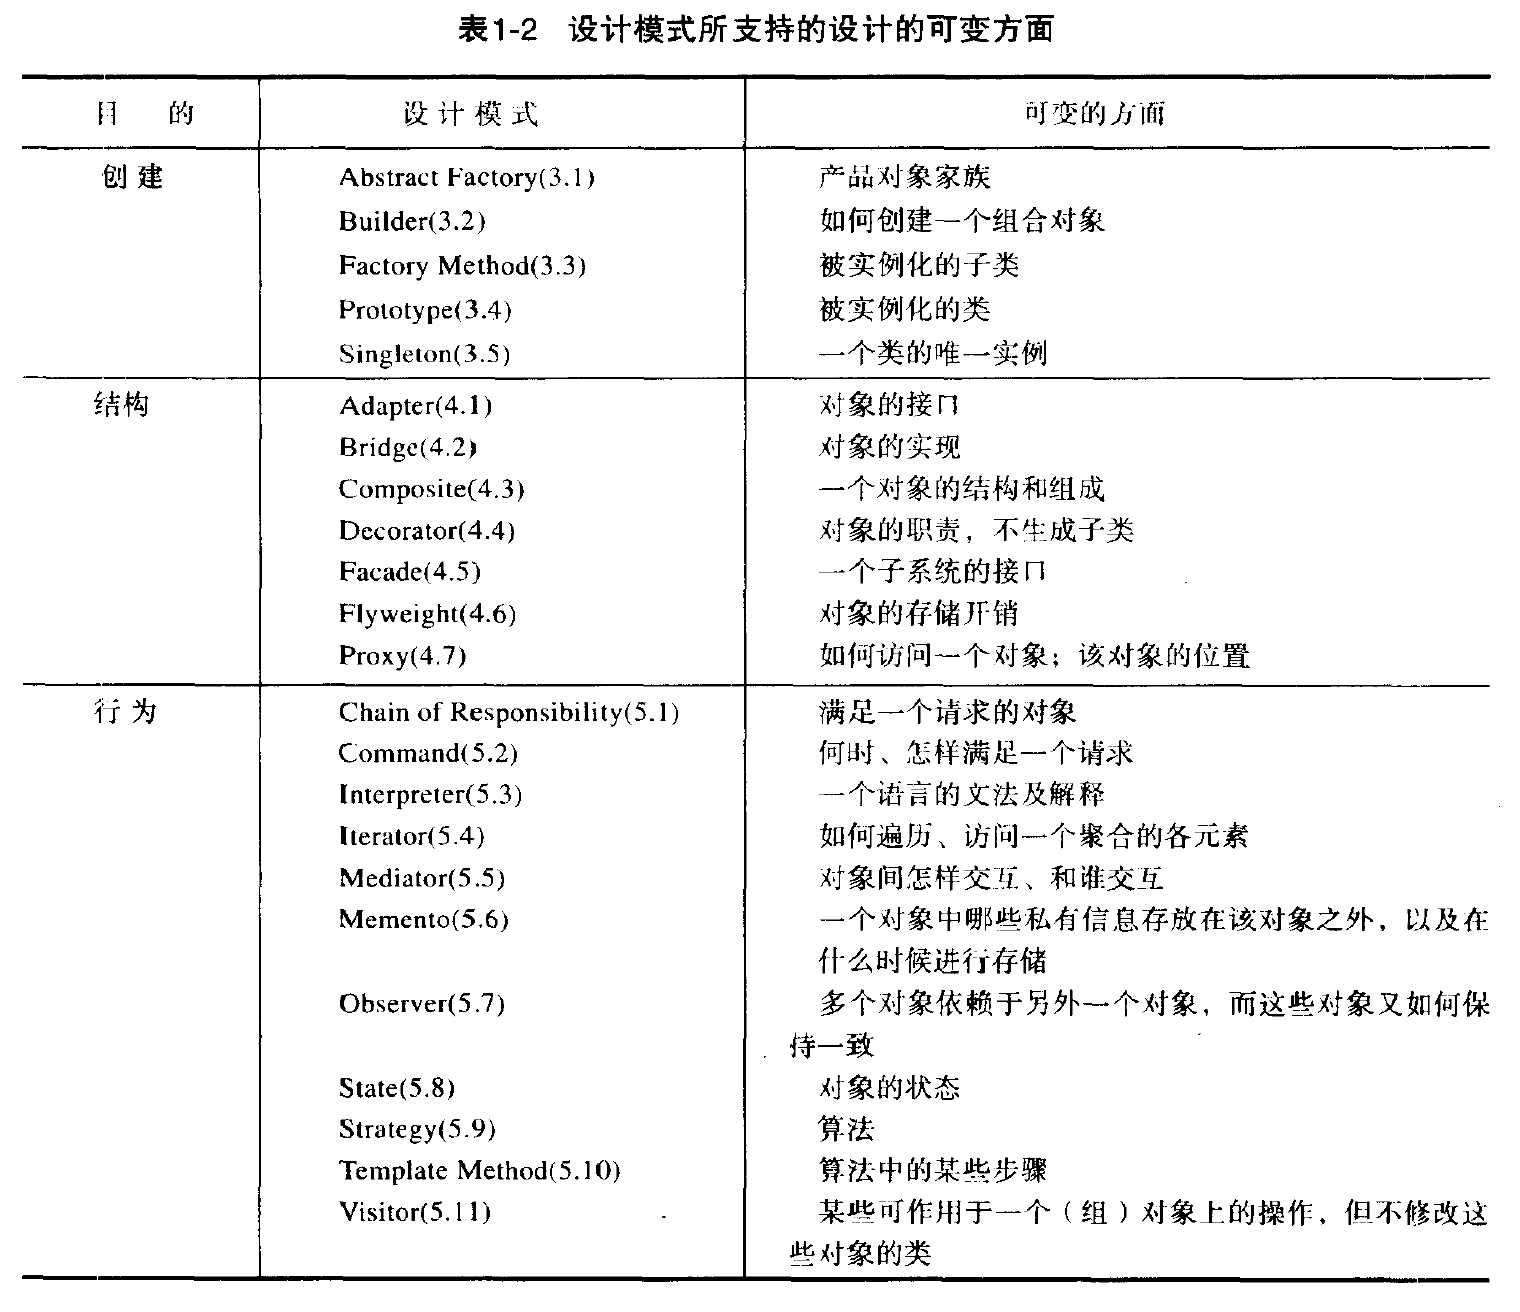 表1-2 设计模式所支持的设计的可变方面
目 的 设计模式 可变的方面
创建 Abstract Factory(3.1) 产品对象家族
Builder(3.2) 如何创建一个组合对象
Factory Method(3.3) 被实例化的子类
Prototype(3.4) 被实例化的类
Singleton(3.5) 一个类的唯一实例
结构 Adapter(4.1) 对象的接口
Bridge(4.2) 对象的实现
Composite(4.3) 一个对象的结构和组成
Decorator(4.4) 对象的职责，不生成子类
Facade(4.5) 一个子系统的接口
Flyweight(4.6) 对象的存储开销
Proxy(4.7) 如何访问一个对象；该对象的位置
行为 Chain of Responsibility(5.1) 满足一个请求的对象
Command(5.2) 何时、怎样满足一个请求
Interpreter(5.3) 一个语言的文法及解释
Iterator(5.4) 如何遍历、访问一个聚合的各元素
Mediator(5.5) 对象间怎样交互、和谁交互
Memento(5.6) 一个对象中哪些私有信息存放在该对象之外，以及在
什么时候进行存储
Observer(5.7) 多个对象依赖于另外一个对象，而这些对象又如何保
持一致
State(5.8) 对象的状态
Strategy(5.9) 算法
Template Method(5.10) 算法中的某些步骤
Visitor(5.11) 某些可作用于一个（组）对象上的操作，但不修改这
些对象的类